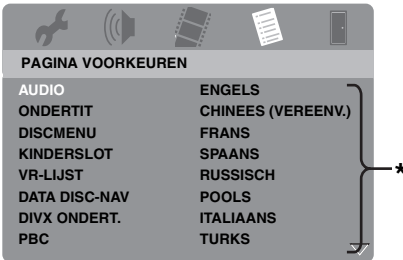 PAGINA VOORKEUREN
AUDIO ENGELS
ONDERTIT CHINEES (VEREENV.)
DISCMENU FRANS
KINDERSLOT SPAANS
VR-LIJST RUSSISCH
DATA DISC-NAV POOLS
DIVX ONDERT. ITALIAANS
PBC TURKS
*